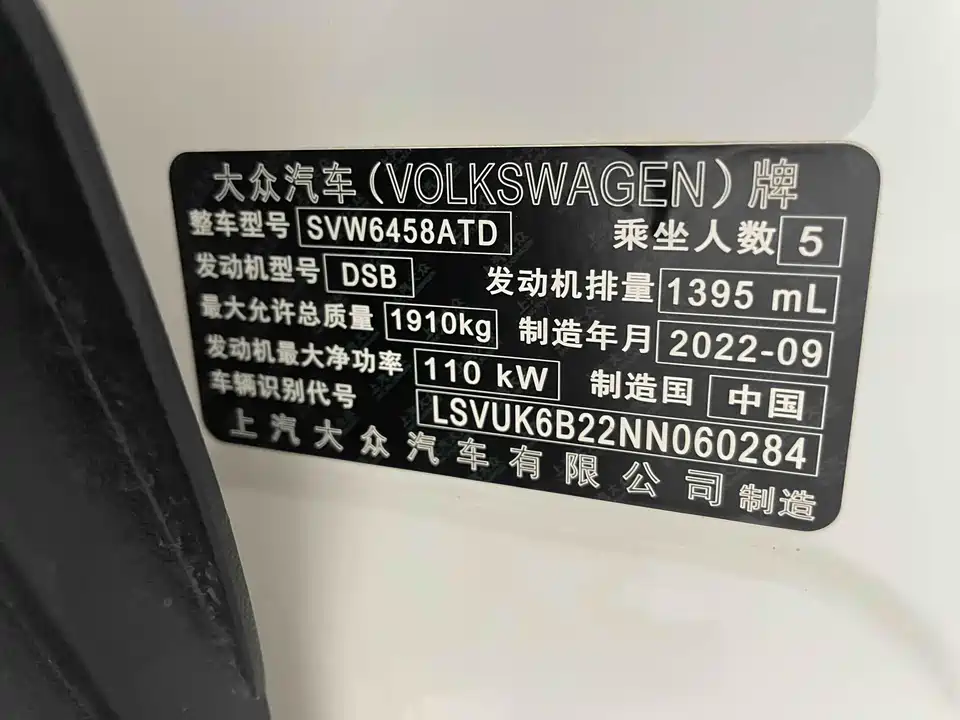 大众汽车(VOLKSWAGEN)牌
整车型号 SVW6458ATD 乘坐人数 5
发动机型号 DSB 发动机排量 1395 mL
最大允许总质量 1910kg 制造年月 2022-09
发动机最大净功率 110 kW 制造国 中国
车辆识别代号 LSVUK6B22NN060284
上汽大众汽车有限公司制造